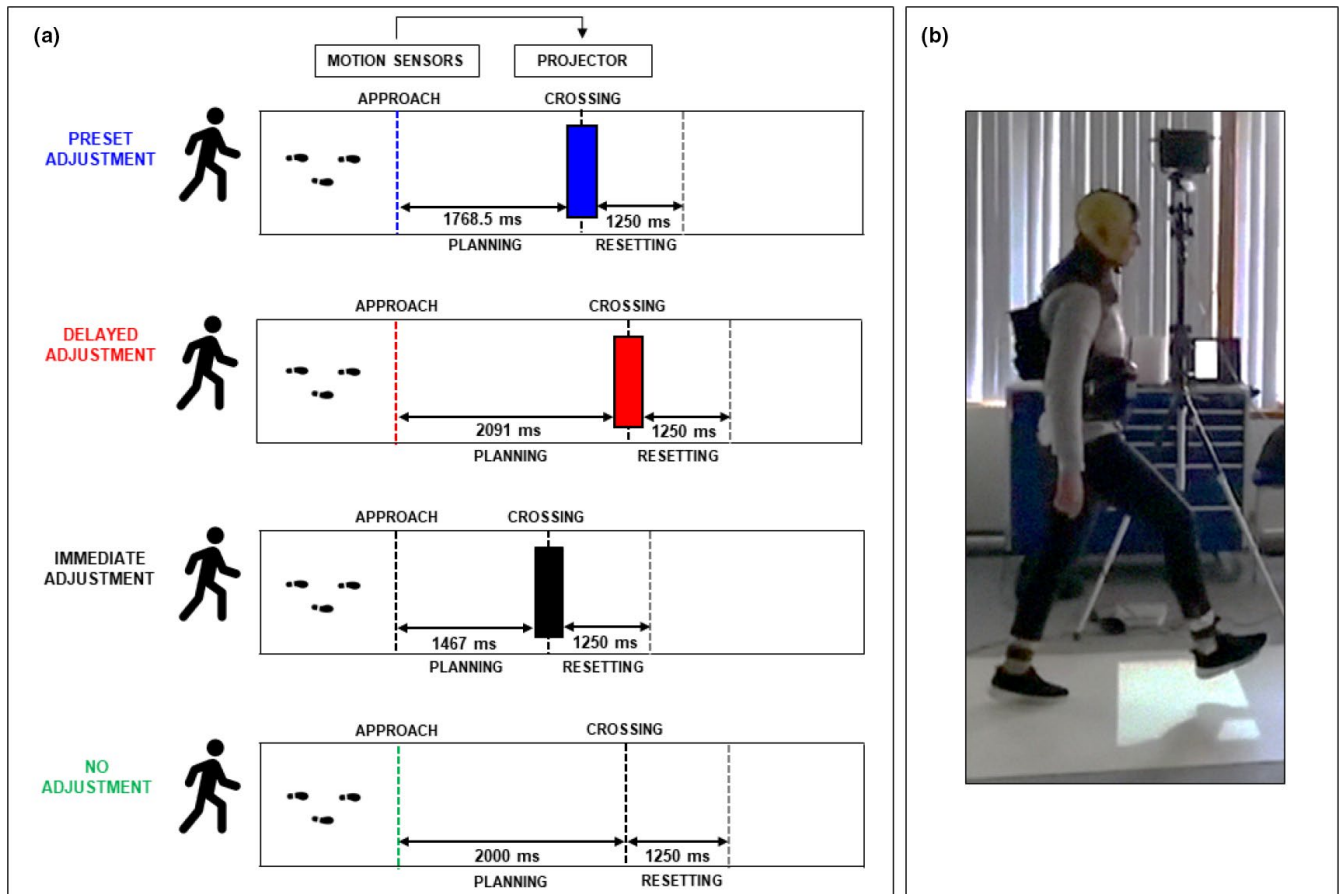 (a)
MOTION SENSORS
PROJECTOR
APPROACH
CROSSING
PRESET
ADJUSTMENT
1768.5 ms
1250 ms
PLANNING
RESETTING
APPROACH
CROSSING
DELAYED
ADJUSTMENT
2091 ms
1250 ms
PLANNING
RESETTING
APPROACH
CROSSING
IMMEDIATE
ADJUSTMENT
1467 ms
1250 ms
PLANNING
RESETTING
APPROACH
CROSSING
NO
ADJUSTMENT
2000 ms
1250 ms
PLANNING
RESETTING
(b)